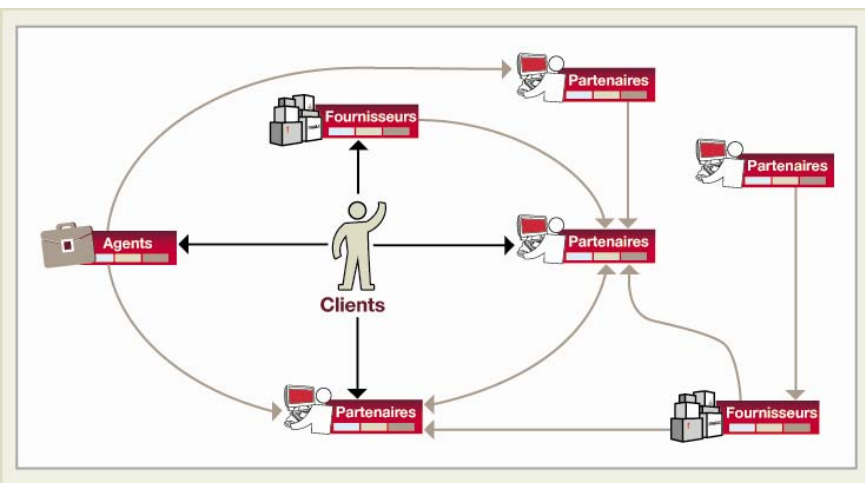 Partenaires
Fournisseurs
Partenaires
Agents
Partenaires
Clients
Partenaires
Fournisseurs